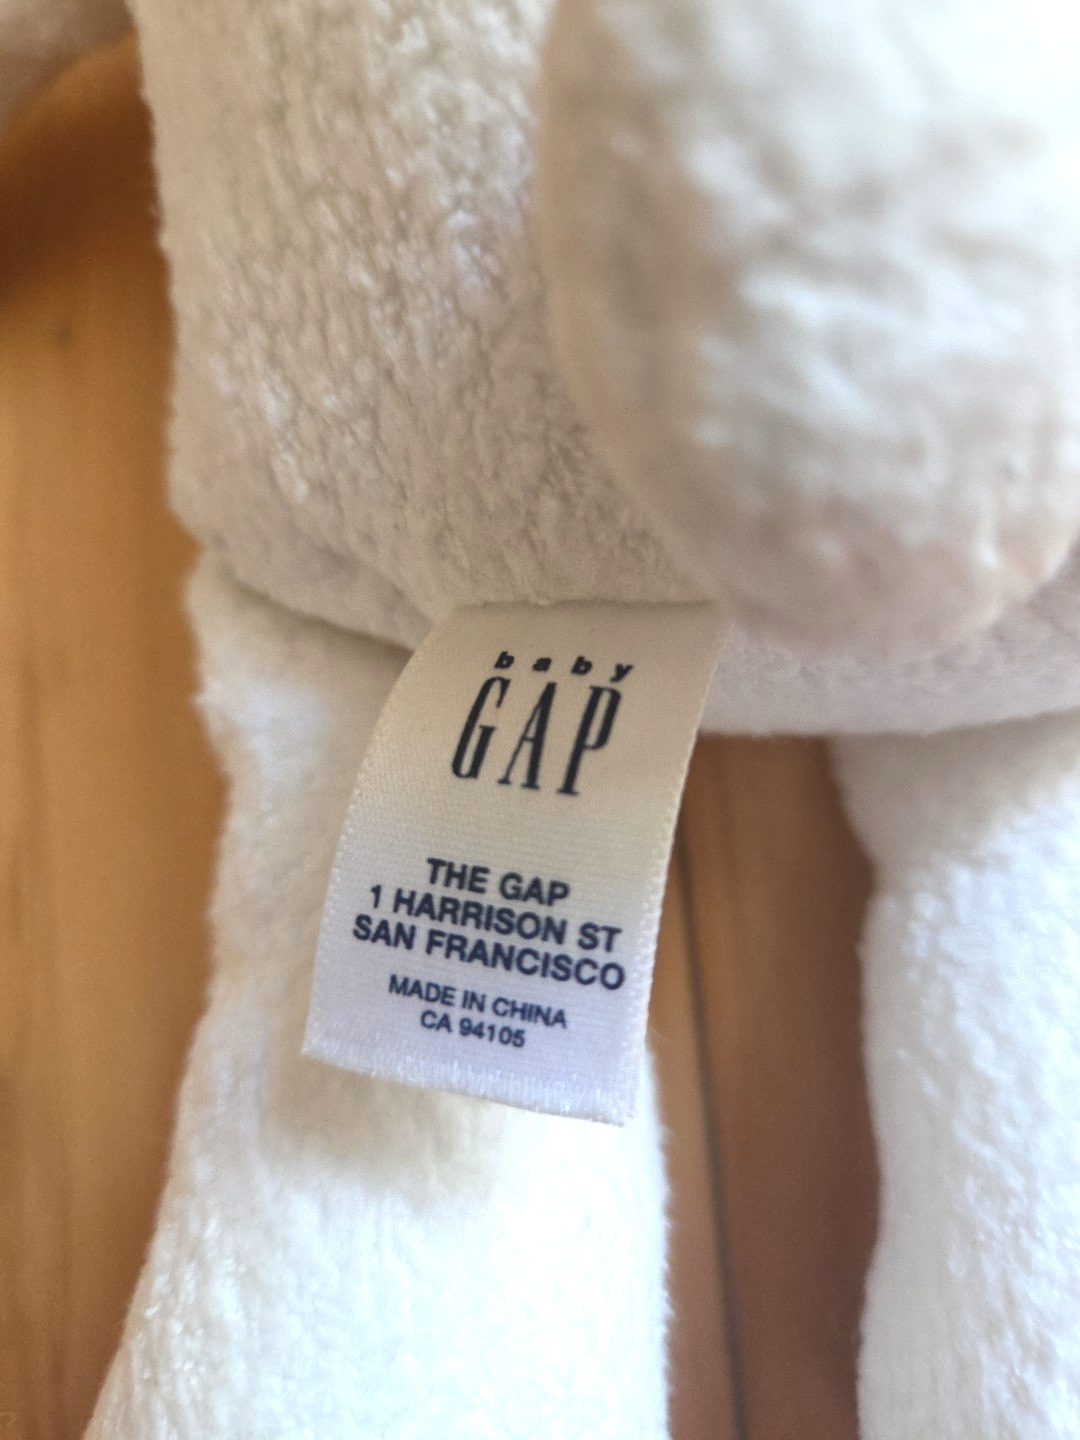 baby
GAP
THE GAP
1 HARRISON ST
SAN FRANCISCO
MADE IN CHINA
CA 94105